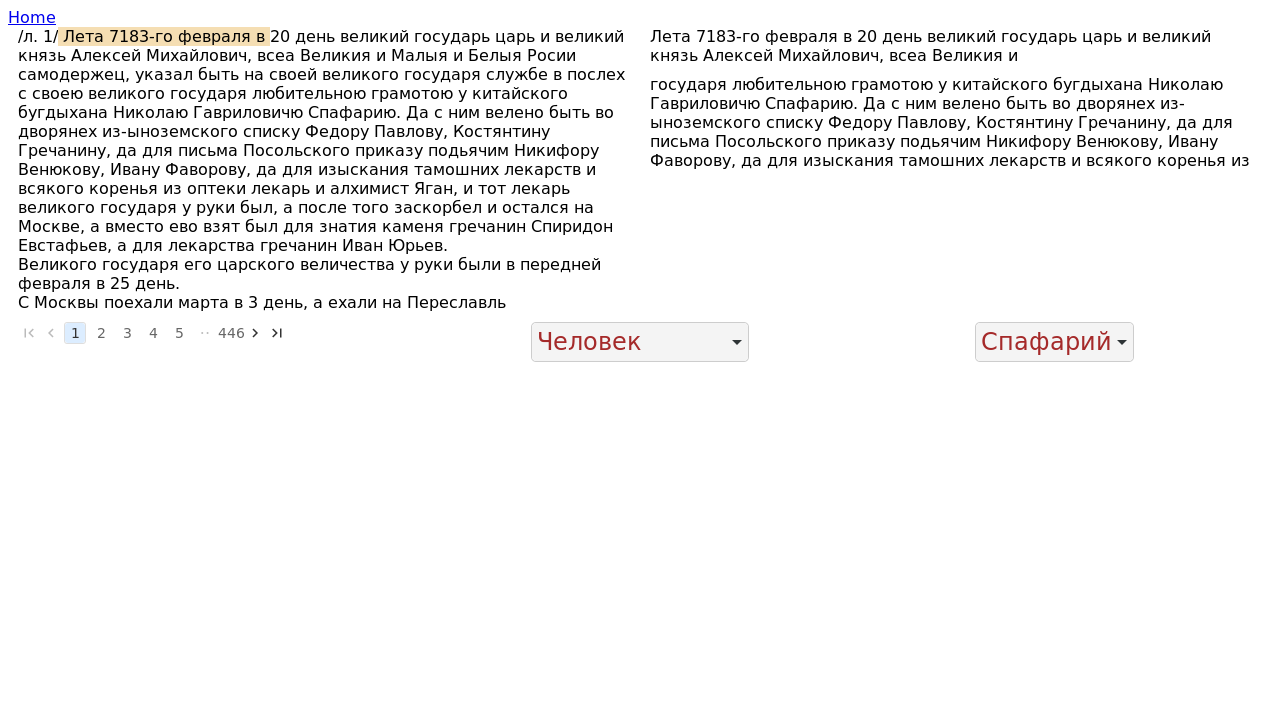 Home
/л. 1/ Лета 7183-го февраля в 20 день великий государь царь и великий
князь Алексей Михайлович, всеа Великия и Малыя и Белыя Росии
самодержец, указал быть на своей великого государя службе в послех
с своею великого государя любительною грамотою у китайского
бугдыхана Николаю Гавриловичю Спафарию. Да с ним велено быть во
дворянех из-ыноземского списку Федору Павлову, Костянтину
Гречанину, да для письма Посольского приказу подьячим Никифору
Венюкову, Ивану Фаворову, да для изыскания тамошних лекарств и
всякого коренья из оптеки лекарь и алхимист Яган, и тот лекарь
великого государя у руки был, а после того заскорбел и остался на
Москве, а вместо ево взят был для знатия каменя гречанин Спиридон
Евстафьев, а для лекарства гречанин Иван Юрьев.
Великого государя его царского величества у руки были в передней
февраля в 25 день.
С Москвы поехали марта в 3 день, а ехали на Переславль
Лета 7183-го февраля в 20 день великий государь царь и великий
князь Алексей Михайлович, всеа Великия и
государя любительною грамотою у китайского бугдыхана Николаю
Гавриловичю Спафарию. Да с ним велено быть во дворянех из-
ыноземского списку Федору Павлову, Костянтину Гречанину, да для
письма Посольского приказу подьячим Никифору Венюкову, Ивану
Фаворову, да для изыскания тамошних лекарств и всякого коренья из
1 2 3 4 5 ·· 446
Человек
Спафарий